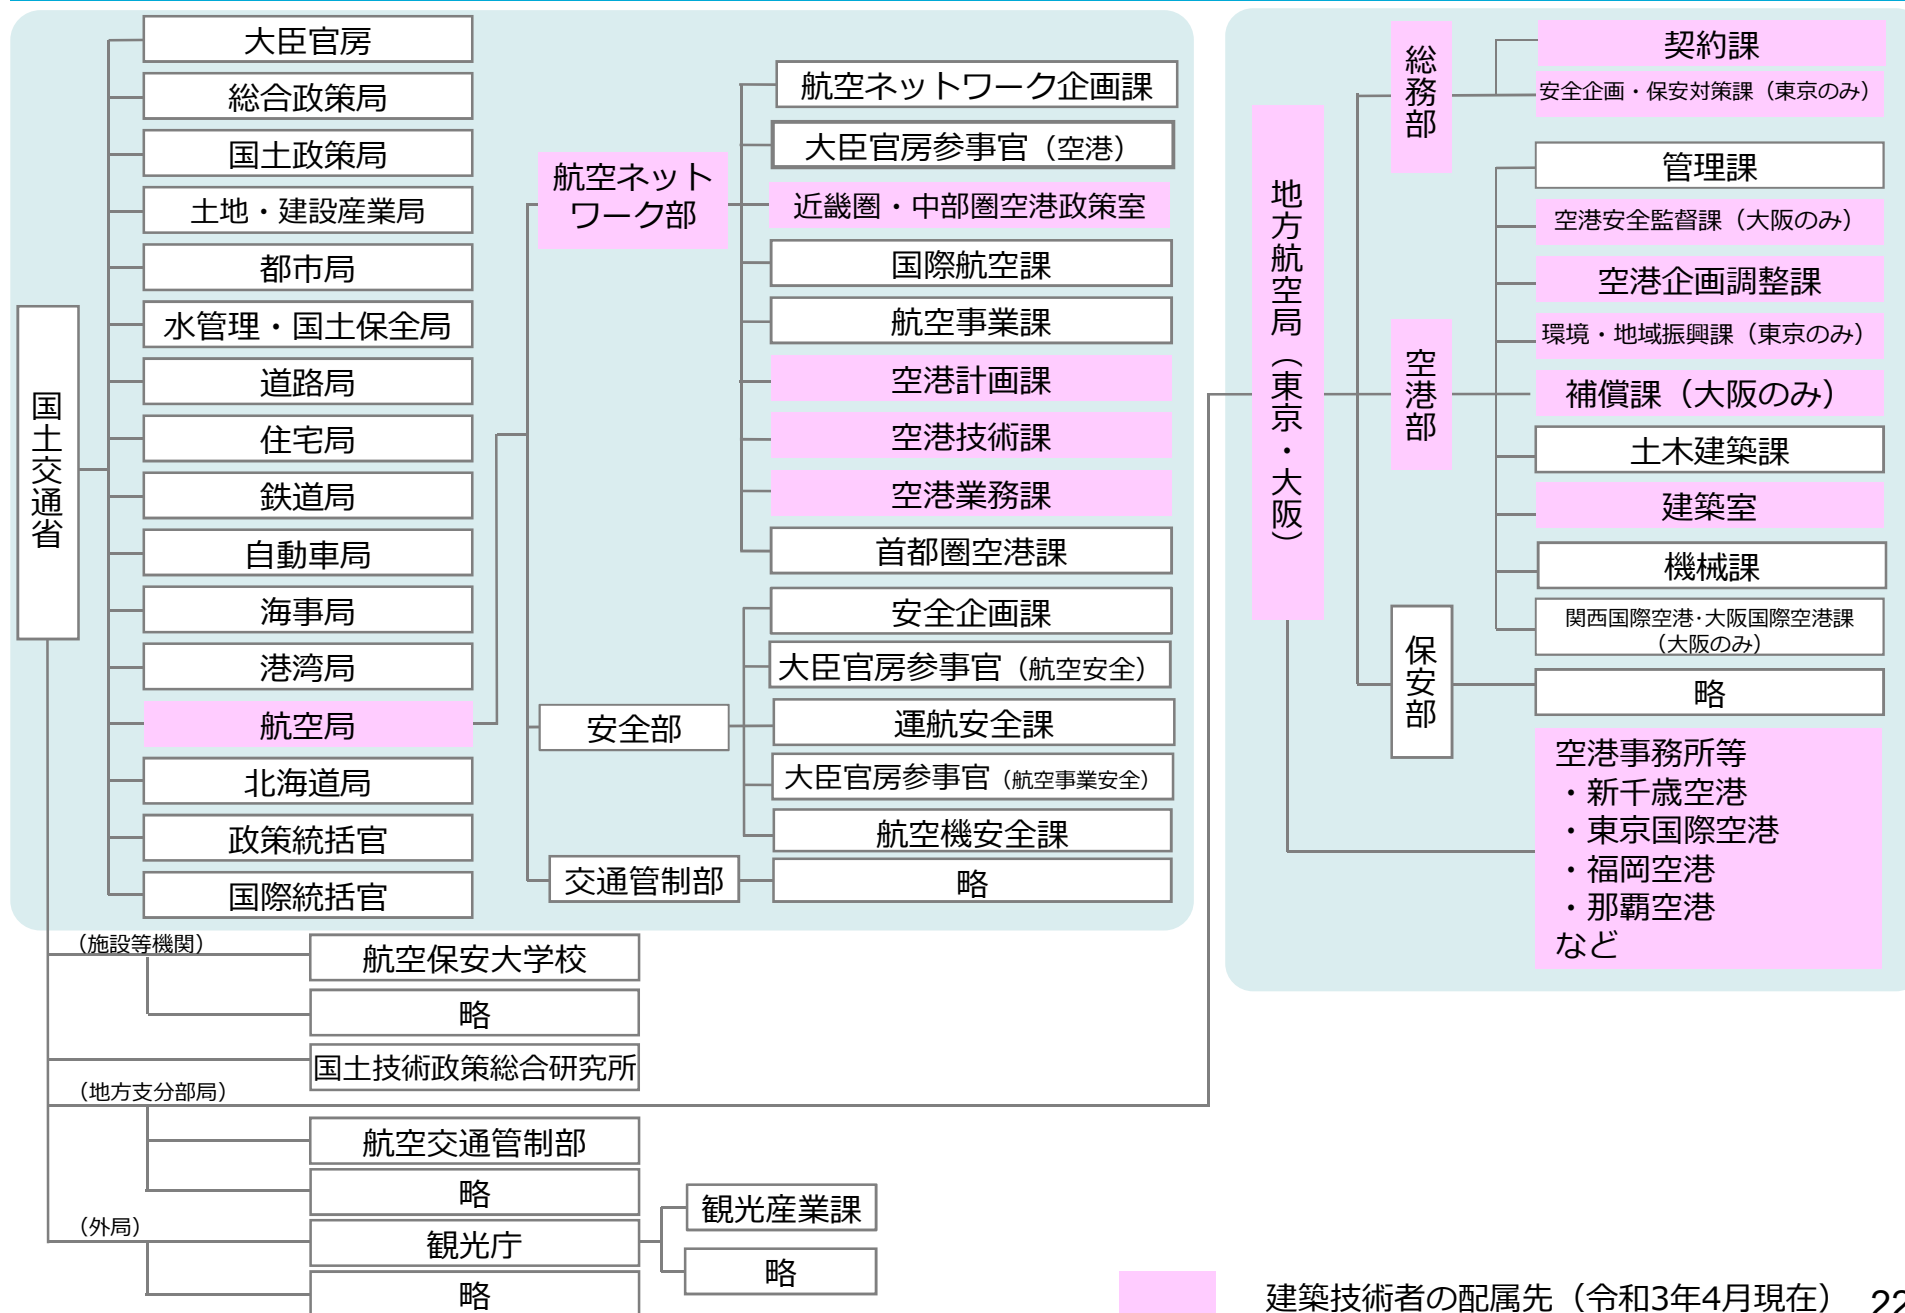 国土交通省
大臣官房
総合政策局
国土政策局
土地・建設産業局
都市局
水管理・国土保全局
道路局
住宅局
鉄道局
自動車局
海事局
港湾局
航空局
北海道局
政策統括官
国際統括官
航空ネット
ワーク部
航空ネットワーク企画課
大臣官房参事官（空港）
近畿圏・中部圏空港政策室
国際航空課
航空事業課
空港計画課
空港技術課
空港業務課
首都圏空港課
安全部
安全企画課
大臣官房参事官（航空安全）
運航安全課
大臣官房参事官（航空事業安全）
航空機安全課
交通管制部
略
（施設等機関）
航空保安大学校
略
国土技術政策総合研究所
（地方支分部局）
航空交通管制部
略
（外局）
観光庁
略
観光産業課
略
地方航空局（東京・大阪）
総務部
契約課
安全企画・保安対策課（東京のみ）
空港部
管理課
空港安全監督課（大阪のみ）
空港企画調整課
環境・地域振興課（東京のみ）
補償課（大阪のみ）
土木建築課
建築室
機械課
関西国際空港･大阪国際空港課
（大阪のみ）
保安部
略
空港事務所等
・新千歳空港
・東京国際空港
・福岡空港
・那覇空港
など
建築技術者の配属先（令和3年4月現在）
22